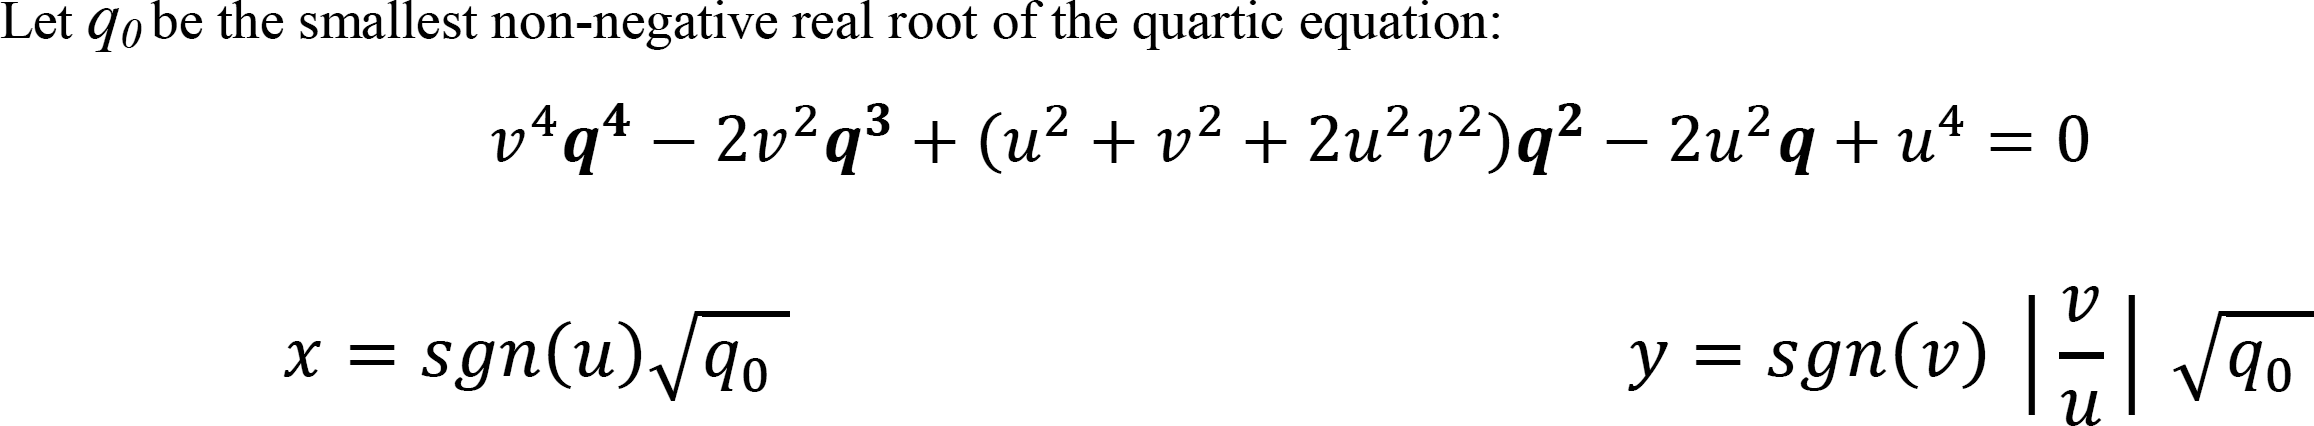 Let q₀ be the smallest non-negative real root of the quartic equation:
v⁴q⁴ − 2v²q³ + (u² + v² + 2u²v²)q² − 2u²q + u⁴ = 0
x = sgn(u)√q₀    y = sgn(v) |v/u| √q₀